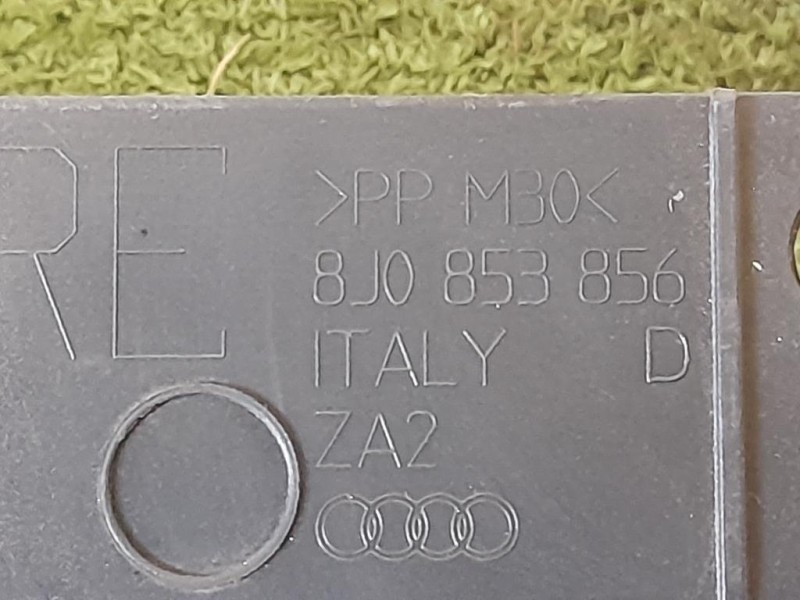 RE
>PP M30<
8J0 853 856
ITALY D
ZA2